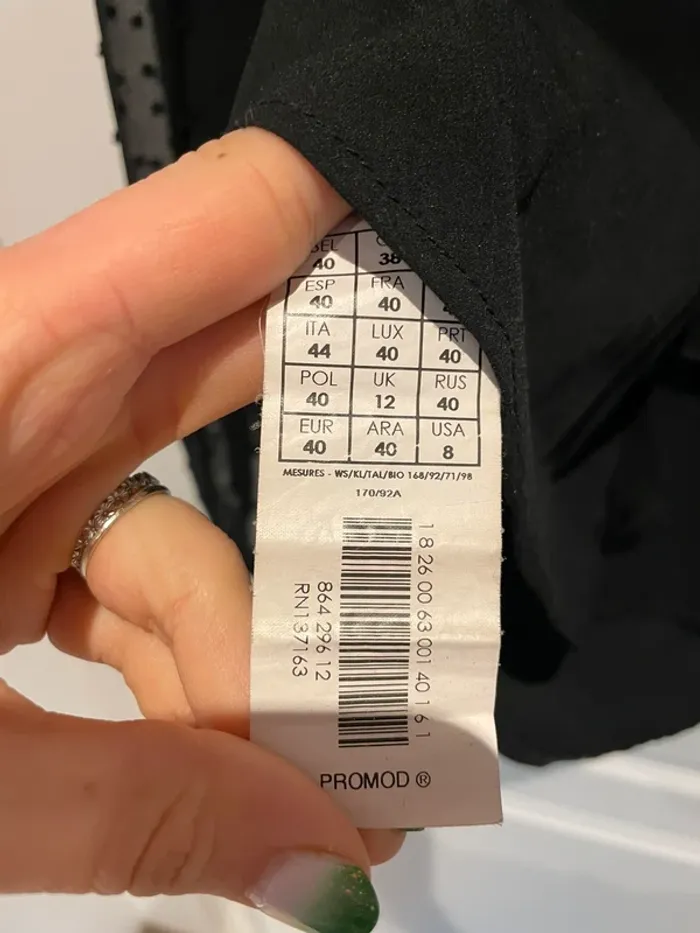 BEL
40 38
ESP FRA
40 40
ITA LUX PRT
44 40 40
POL UK RUS
40 12 40
EUR ARA USA
40 40 8
MESURES - WS/KL/TAL/BIO 168/92/71/98
170/92A
18 26 00 63 001 40 1 6 1
864 296 12
RN137163
PROMOD ®